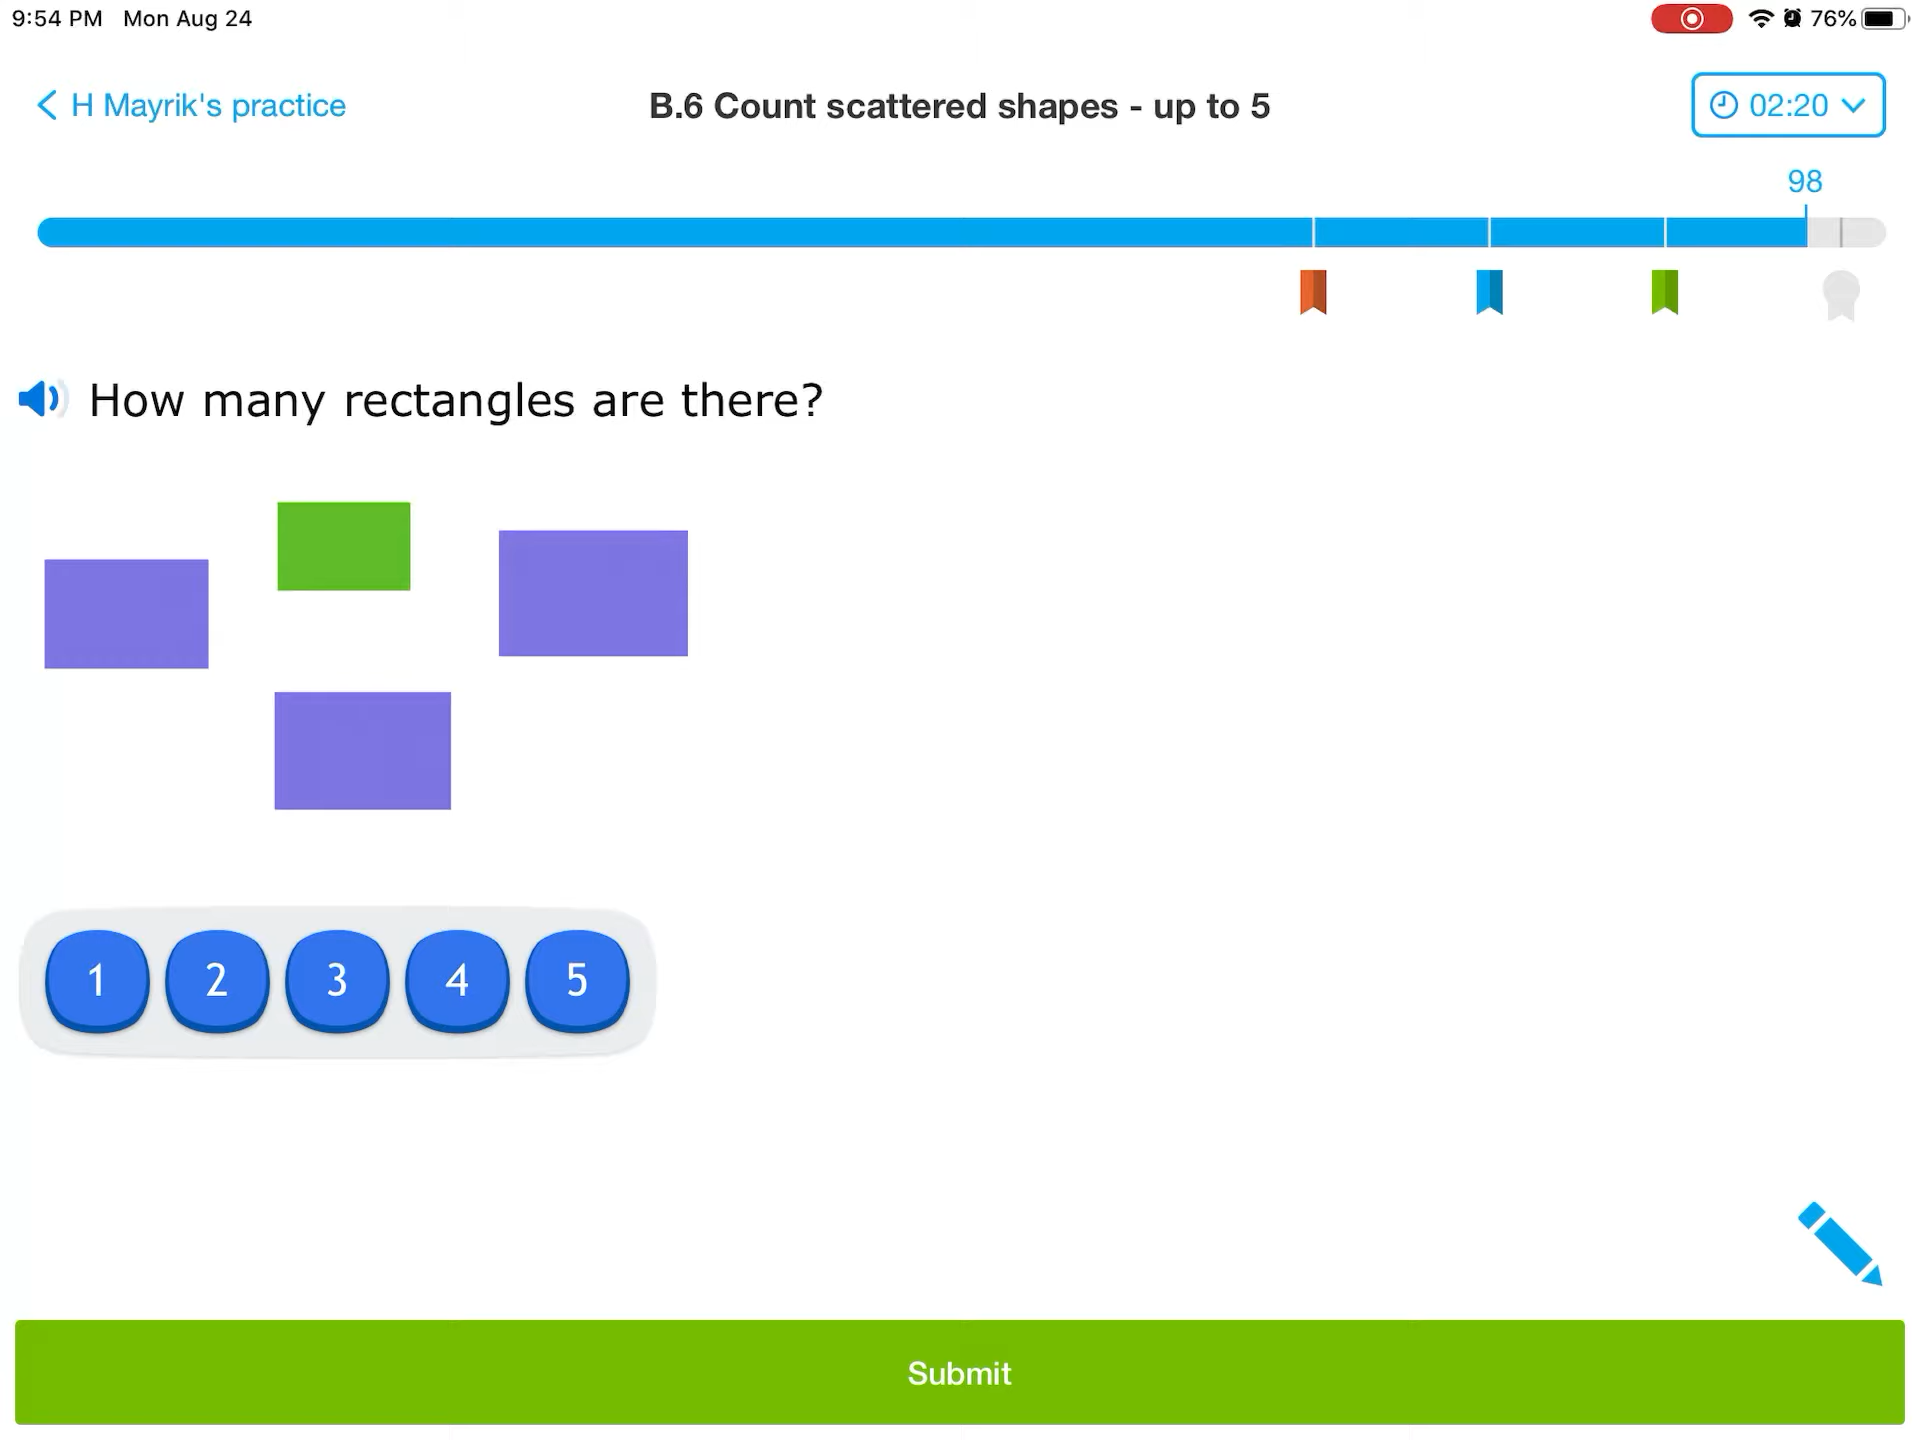 9:54 PM Mon Aug 24
76%
H Mayrik's practice
B.6 Count scattered shapes - up to 5
02:20
98
How many rectangles are there?
1 2 3 4 5
Submit